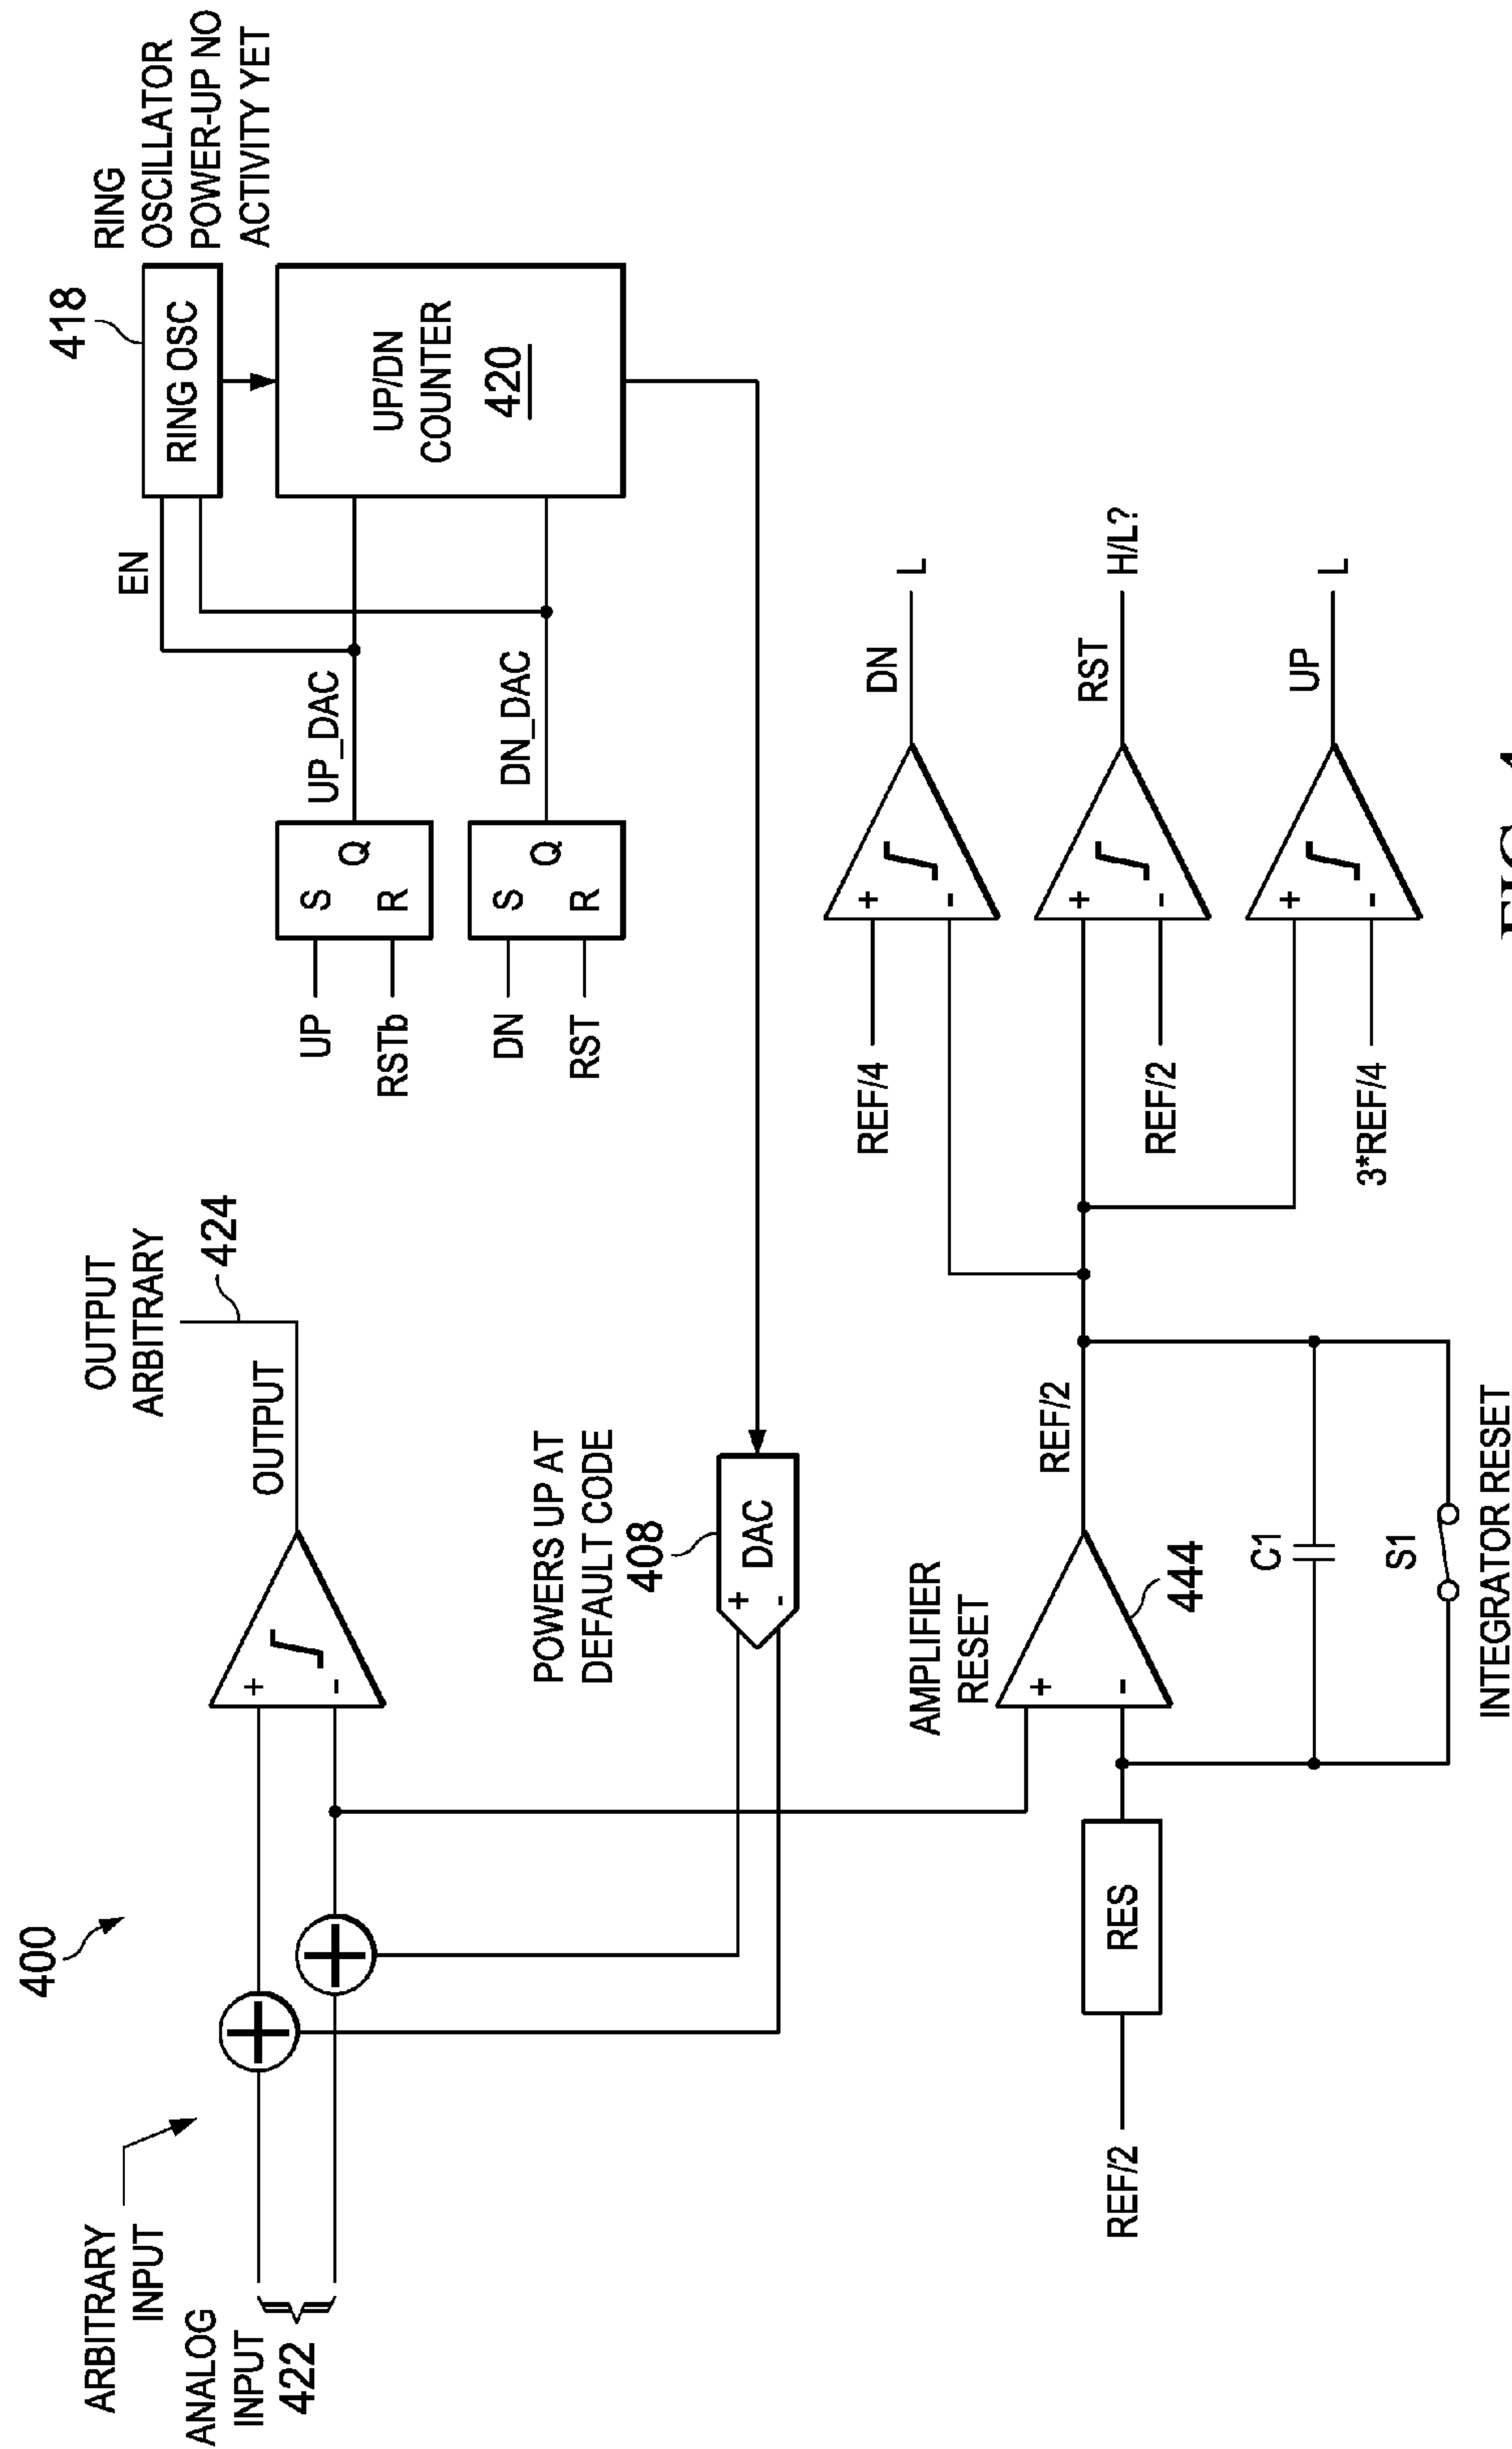 400
ARBITRARY
INPUT
ANALOG
INPUT
422
+
-
OUTPUT
OUTPUT
ARBITRARY
424
POWERS UP AT
DEFAULT CODE
408
+
-
DAC
UP
RSTb
S
Q
R
UP_DAC
DN
RST
S
Q
R
DN_DAC
EN
418
RING OSC
RING
OSCILLATOR
POWER-UP NO
ACTIVITY YET
UP/DN
COUNTER
420
REF/2
RES
AMPLIFIER
RESET
+
-
444
REF/2
C1
S1
INTEGRATOR RESET
REF/4
+
-
DN
L
REF/2
+
-
RST
H/L?
3*REF/4
+
-
UP
L